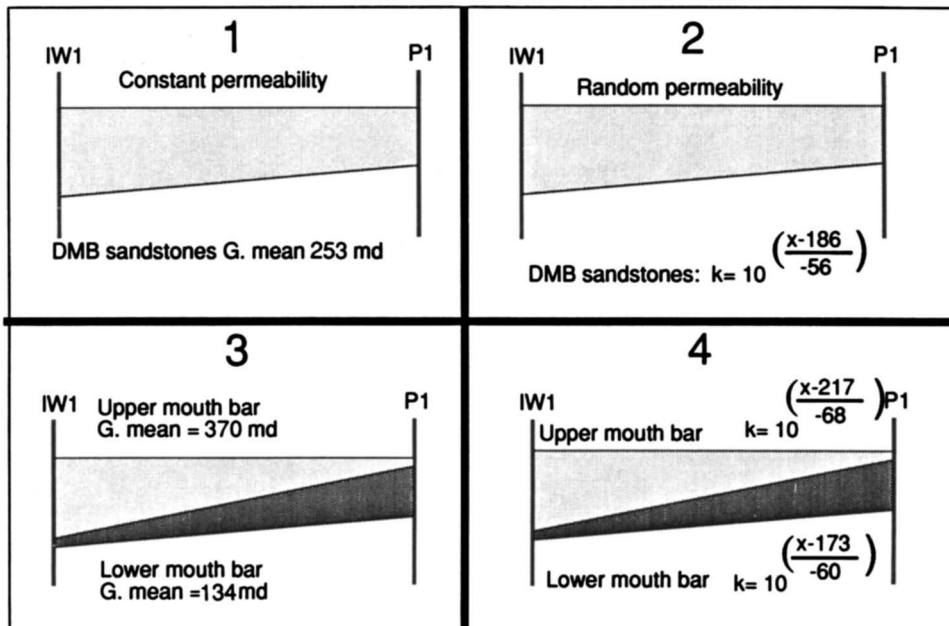 1
IW1
P1
Constant permeability
DMB sandstones G. mean 253 md
2
IW1
P1
Random permeability
DMB sandstones: k= 10^((x-186)/-56)
3
IW1
P1
Upper mouth bar
G. mean = 370 md
Lower mouth bar
G. mean =134md
4
IW1
P1
Upper mouth bar k= 10^((x-217)/-68)
Lower mouth bar k= 10^((x-173)/-60)